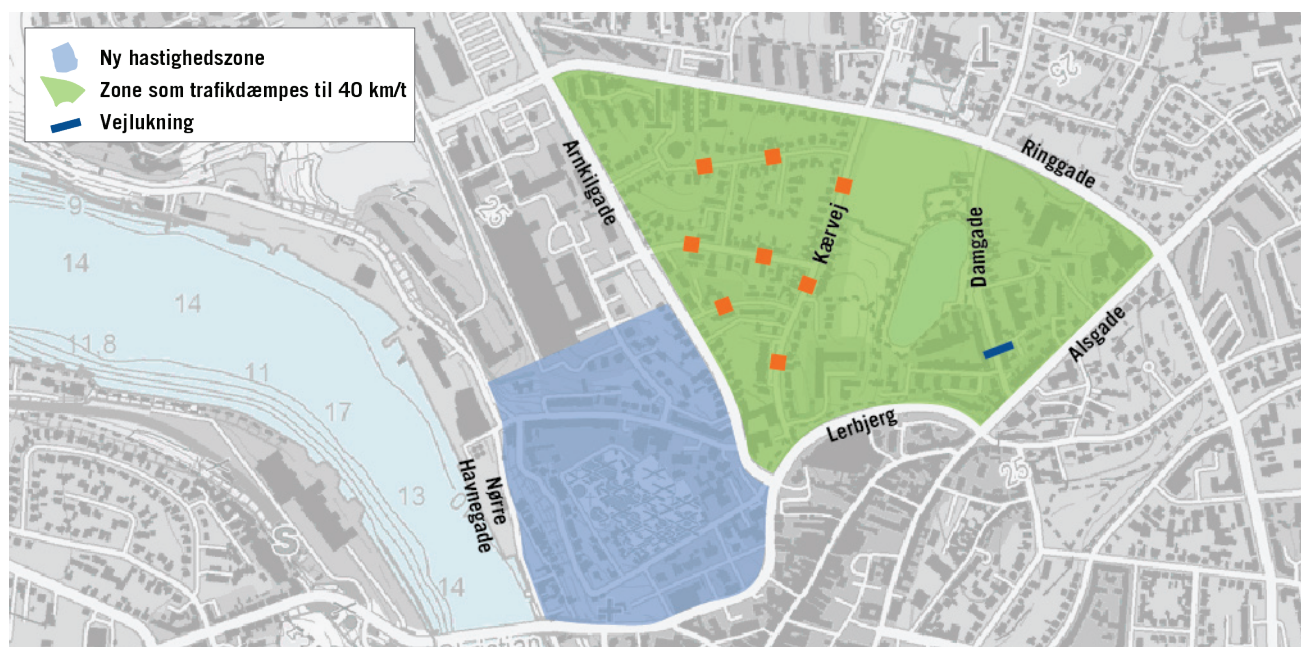 Ny hastighedszone
Zone som trafikdæmpes til 40 km/t
Vejlukning
Arnkilgade
Ringgade
Kærvej
Damgade
Alsgade
Lerbjerg
Nørre
Havnegade
9
14
14
11,8
11
17
13
0
14
25
25
25
S